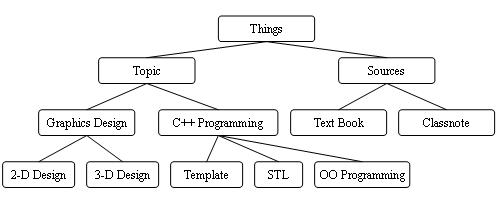 Things
Topic
Sources
Graphics Design
C++ Programming
Text Book
Classnote
2-D Design
3-D Design
Template
STL
OO Programming